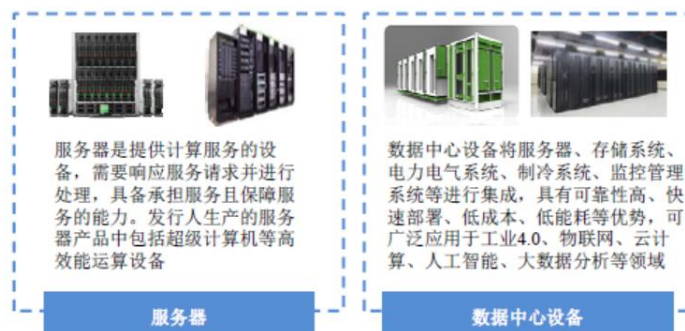 服务器是提供计算服务的设
备，需要响应服务请求并进行
处理，具备承担服务且保障服
务的能力。发行人生产的服务
器产品中包括超级计算机等高
效能运算设备
服务器
数据中心设备将服务器、存储系统、
电力电气系统、制冷系统、监控管理
系统等进行集成，具有可靠性高、快
速部署、低成本、低能耗等优势，可
广泛应用于工业4.0、物联网、云计
算、人工智能、大数据分析等领域
数据中心设备